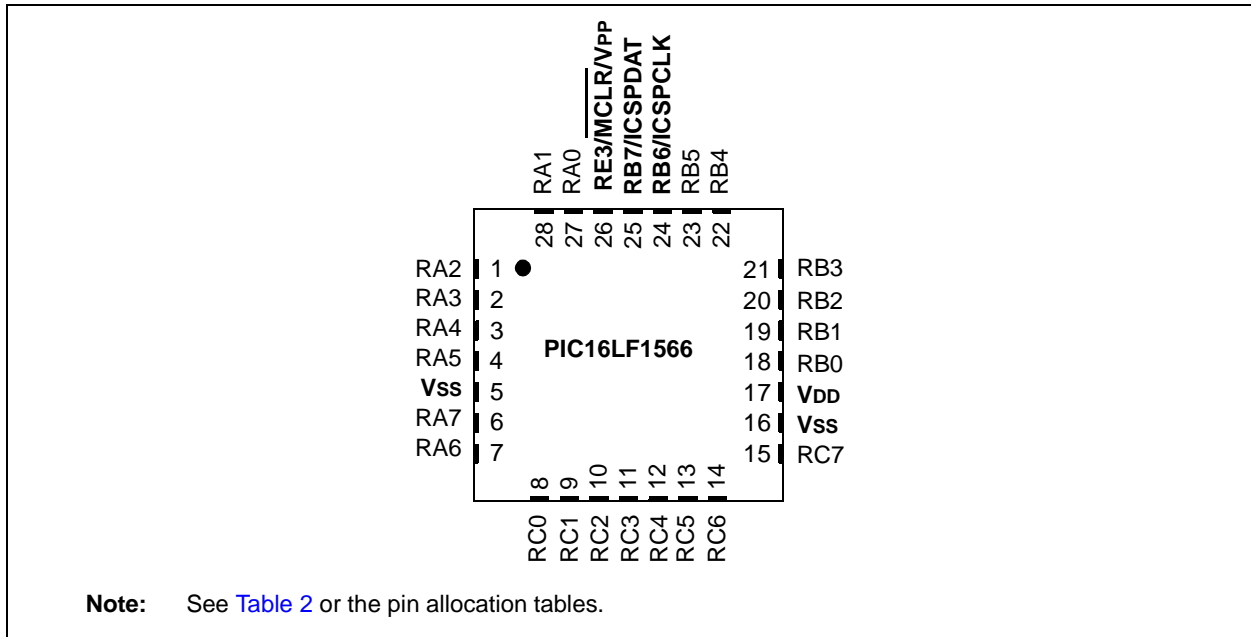 RE3/MCLR/VPP
RB7/ICSPDAT
RB6/ICSPCLK
RA1
RA0
RB5
RB4
28
27
26
25
24
23
22
RA2 1
RA3 2
RA4 3
RA5 4
VSS 5
RA7 6
RA6 7
PIC16LF1566
21 RB3
20 RB2
19 RB1
18 RB0
17 VDD
16 VSS
15 RC7
8
9
10
11
12
13
14
RC0
RC1
RC2
RC3
RC4
RC5
RC6
Note: See Table 2 or the pin allocation tables.